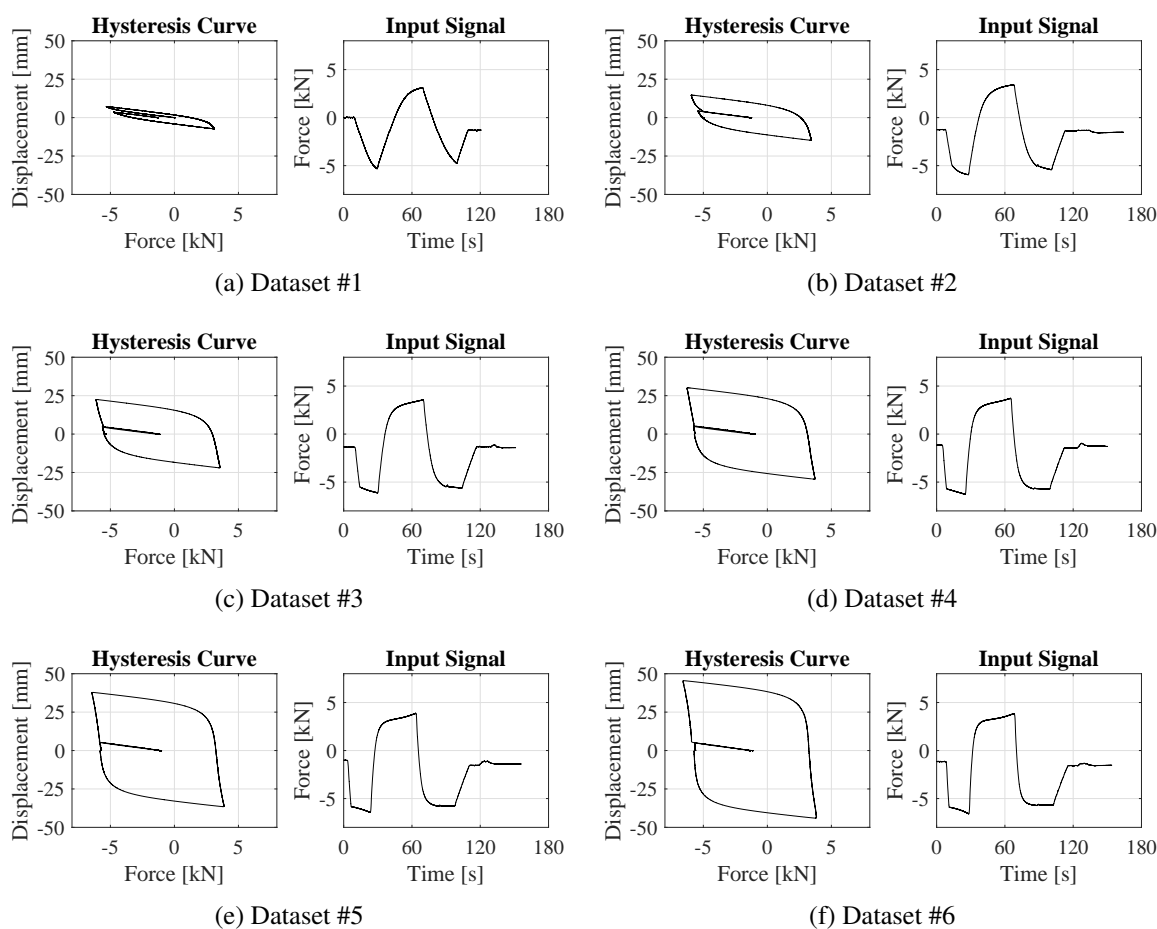 Hysteresis Curve
Displacement [mm]
50
25
0
-25
-50
-5 0 5
Force [kN]
Input Signal
Force [kN]
5
0
-5
0 60 120 180
Time [s]
(a) Dataset #1
Hysteresis Curve
Displacement [mm]
50
25
0
-25
-50
-5 0 5
Force [kN]
Input Signal
Force [kN]
5
0
-5
0 60 120 180
Time [s]
(b) Dataset #2
Hysteresis Curve
Displacement [mm]
50
25
0
-25
-50
-5 0 5
Force [kN]
Input Signal
Force [kN]
5
0
-5
0 60 120 180
Time [s]
(c) Dataset #3
Hysteresis Curve
Displacement [mm]
50
25
0
-25
-50
-5 0 5
Force [kN]
Input Signal
Force [kN]
5
0
-5
0 60 120 180
Time [s]
(d) Dataset #4
Hysteresis Curve
Displacement [mm]
50
25
0
-25
-50
-5 0 5
Force [kN]
Input Signal
Force [kN]
5
0
-5
0 60 120 180
Time [s]
(e) Dataset #5
Hysteresis Curve
Displacement [mm]
50
25
0
-25
-50
-5 0 5
Force [kN]
Input Signal
Force [kN]
5
0
-5
0 60 120 180
Time [s]
(f) Dataset #6